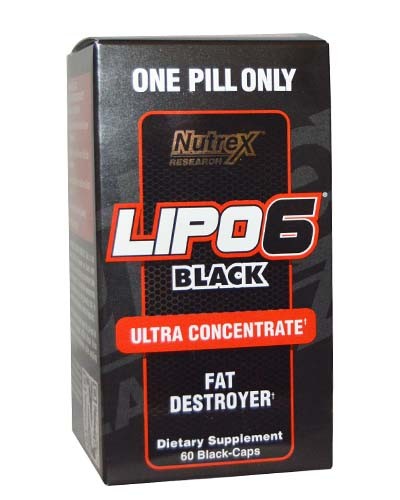 ONE PILL ONLY
Nutrex
RESEARCH
LIPO6®
BLACK
ULTRA CONCENTRATE†
FAT
DESTROYER†
Dietary Supplement
60 Black-Caps